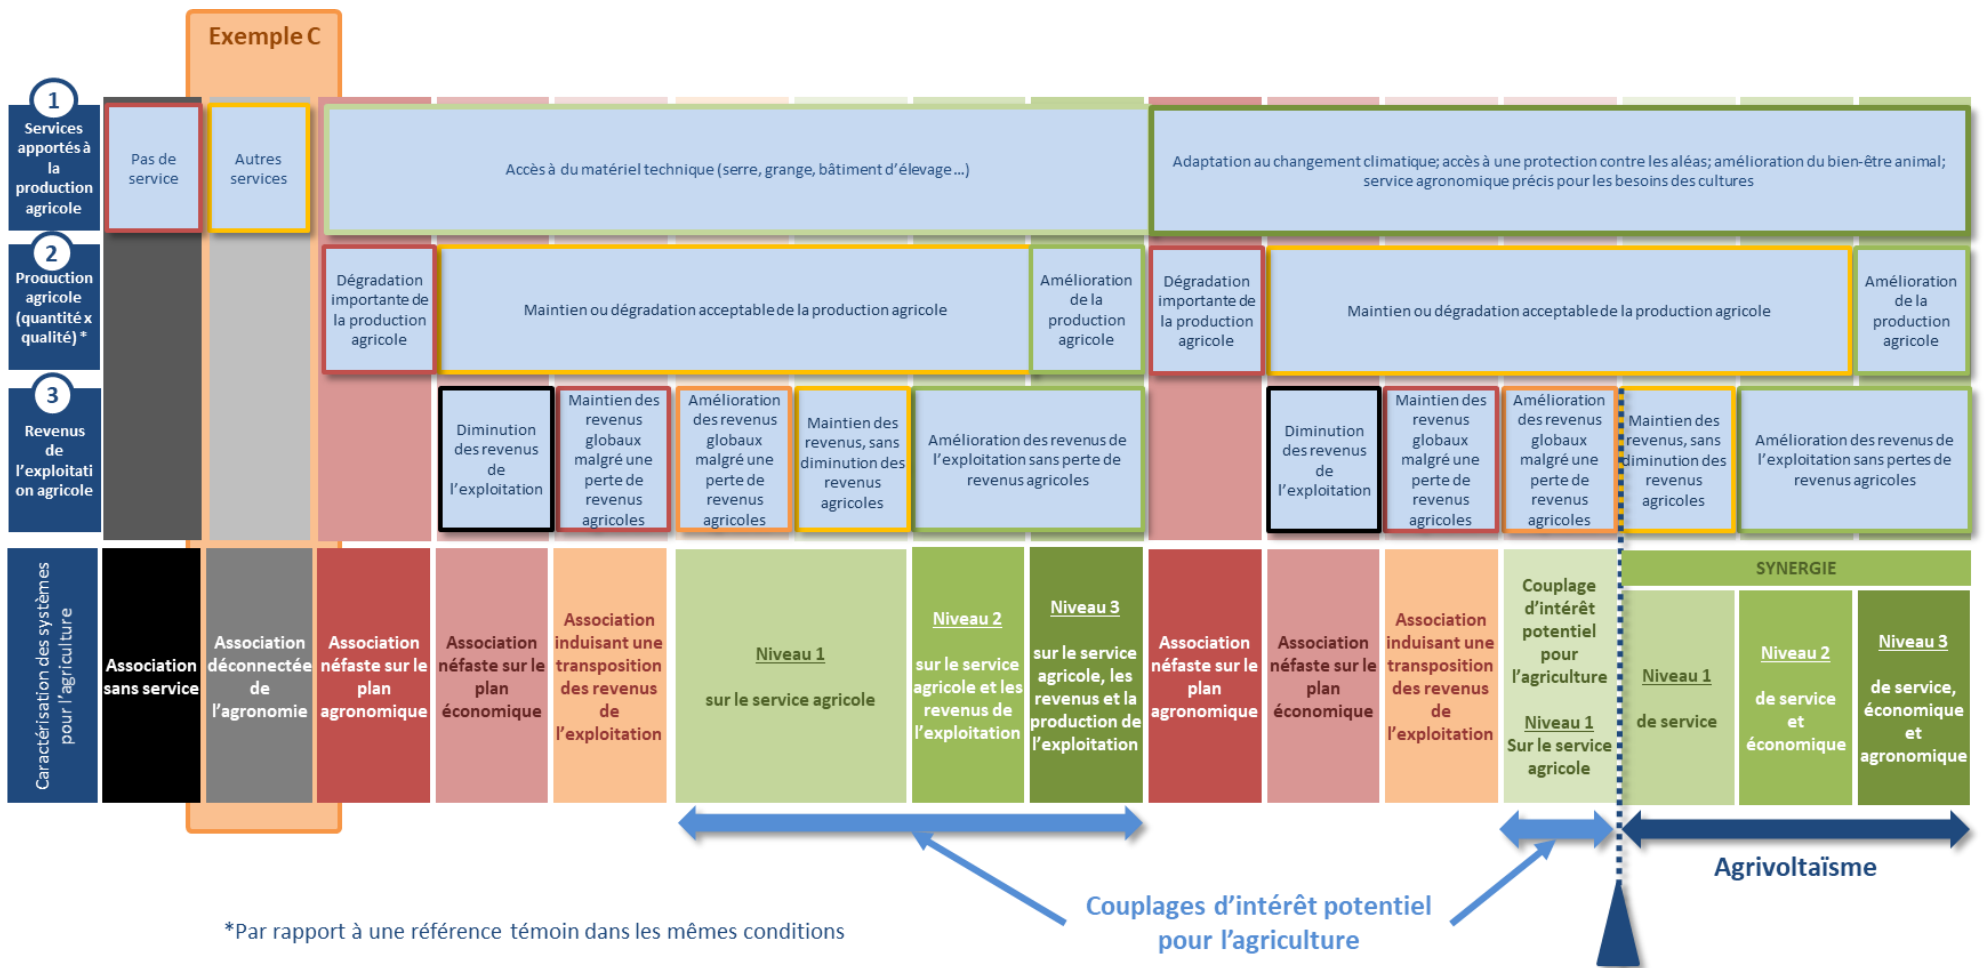 Exemple C
1
Services
apportés à
la
production
agricole
Pas de
service
Autres
services
Accès à du matériel technique (serre, grange, bâtiment d'élevage …)
Adaptation au changement climatique; accès à une protection contre les aléas; amélioration du bien-être animal;
service agronomique précis pour les besoins des cultures
2
Production
agricole
(quantité x
qualité) *
Dégradation
importante de
la production
agricole
Maintien ou dégradation acceptable de la production agricole
Amélioration
de la
production
agricole
Dégradation
importante de
la production
agricole
Maintien ou dégradation acceptable de la production agricole
Amélioration
de la
production
agricole
3
Revenus
de
l'exploitati
on agricole
Diminution
des revenus
de
l'exploitation
Maintien des
revenus
globaux
malgré une
perte de
revenus
agricoles
Amélioration
des revenus
globaux
malgré une
perte de
revenus
agricoles
Maintien des
revenus, sans
diminution des
revenus
agricoles
Amélioration des revenus de
l'exploitation sans perte de
revenus agricoles
Diminution
des revenus
de
l'exploitation
Maintien des
revenus
globaux
malgré une
perte de
revenus
agricoles
Amélioration
des revenus
globaux
malgré une
perte de
revenus
agricoles
Maintien des
revenus, sans
diminution des
revenus
agricoles
Amélioration des revenus de
l'exploitation sans pertes de
revenus agricoles
Caractérisation des systèmes
pour l'agriculture
Association
sans service
Association
déconnectée
de
l'agronomie
Association
néfaste sur le
plan
agronomique
Association
néfaste sur le
plan
économique
Association
induisant une
transposition
des revenus
de
l'exploitation
Niveau 1
sur le service agricole
Niveau 2
sur le service
agricole et les
revenus de
l'exploitation
Niveau 3
sur le service
agricole, les
revenus et la
production de
l'exploitation
Association
néfaste sur le
plan
agronomique
Association
néfaste sur le
plan
économique
Association
induisant une
transposition
des revenus
de
l'exploitation
Couplage
d'intérêt
potentiel
pour
l'agriculture
Niveau 1
Sur le service
agricole
SYNERGIE
Niveau 1
de service
Niveau 2
de service
et
économique
Niveau 3
de service,
économique
et
agronomique
Agrivoltaïsme
Couplages d'intérêt potentiel
pour l'agriculture
*Par rapport à une référence témoin dans les mêmes conditions